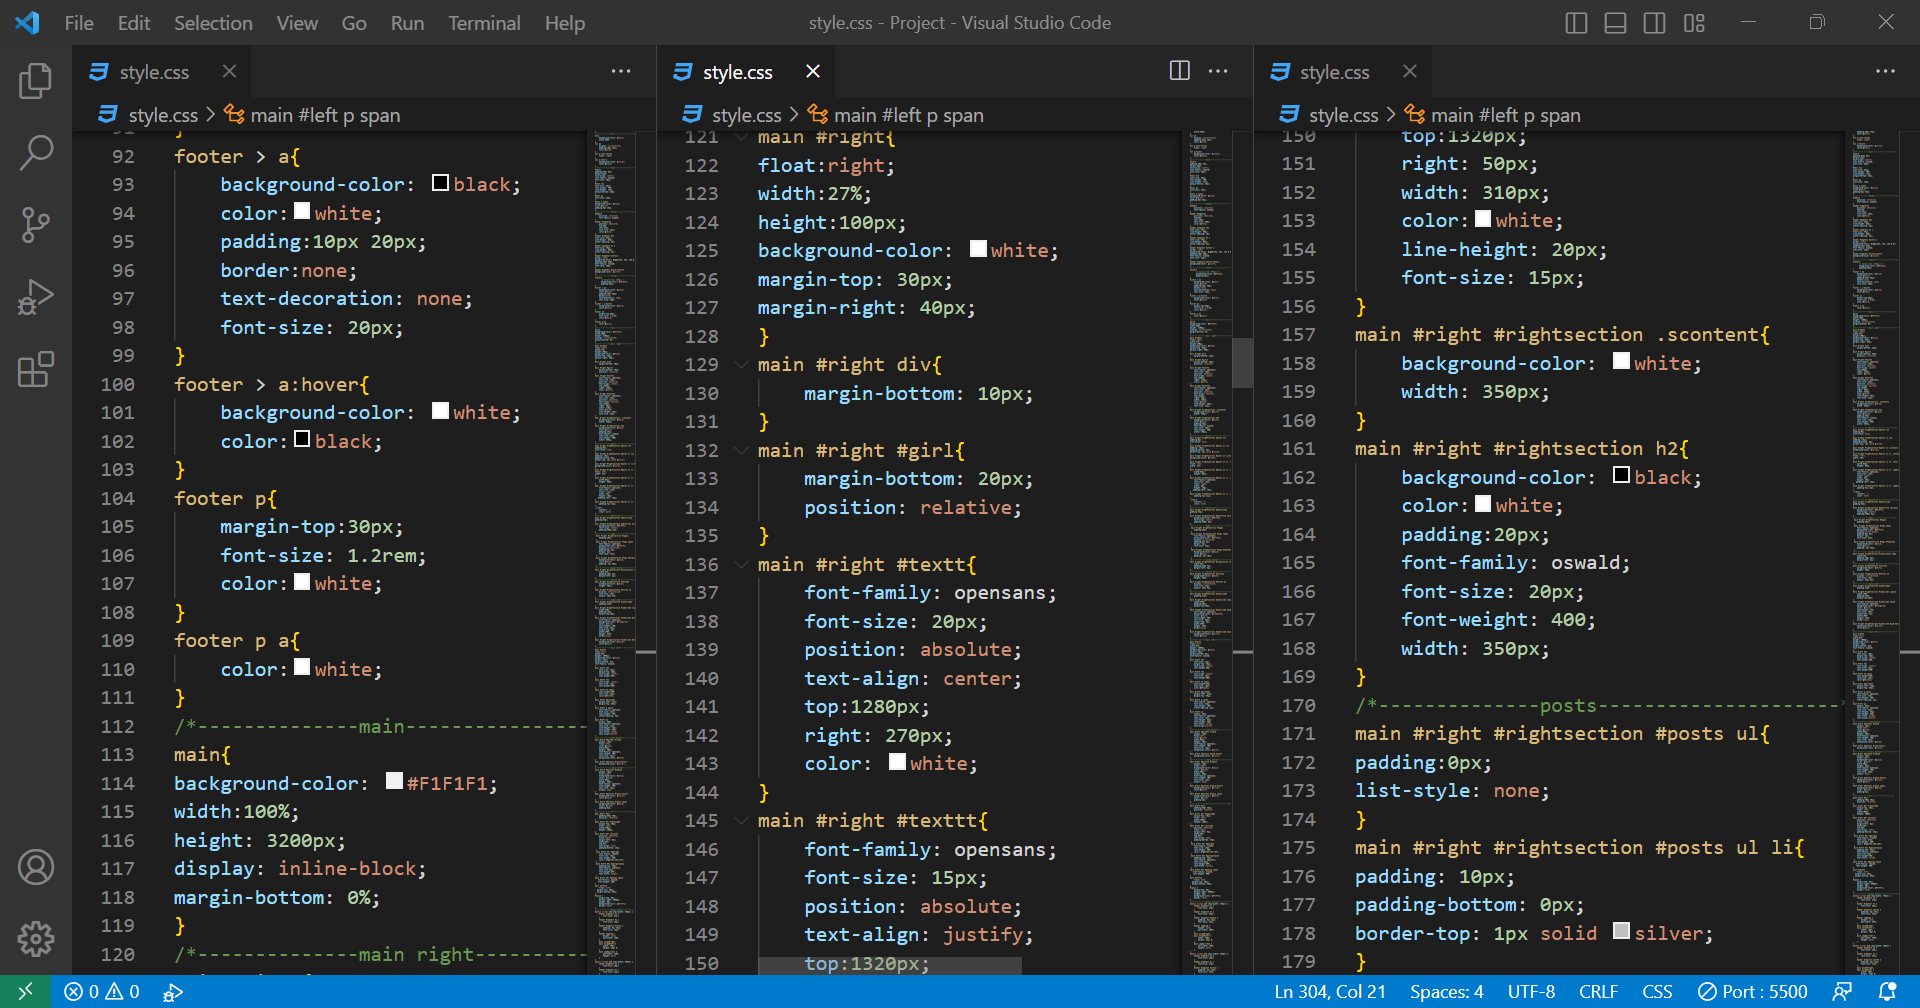 File Edit Selection View Go Run Terminal Help
style.css - Project - Visual Studio Code
style.css
style.css > main #left p span
92 footer > a{
93 background-color: black;
94 color: white;
95 padding:10px 20px;
96 border:none;
97 text-decoration: none;
98 font-size: 20px;
99 }
100 footer > a:hover{
101 background-color: white;
102 color: black;
103 }
104 footer p{
105 margin-top:30px;
106 font-size: 1.2rem;
107 color: white;
108 }
109 footer p a{
110 color: white;
111 }
112 /*--------------main----------------
113 main{
114 background-color: #F1F1F1;
115 width:100%;
116 height: 3200px;
117 display: inline-block;
118 margin-bottom: 0%;
119 }
120 /*--------------main right----------
style.css
style.css > main #left p span
121 main #right{
122 float:right;
123 width:27%;
124 height:100px;
125 background-color: white;
126 margin-top: 30px;
127 margin-right: 40px;
128 }
129 main #right div{
130 margin-bottom: 10px;
131 }
132 main #right #girl{
133 margin-bottom: 20px;
134 position: relative;
135 }
136 main #right #textt{
137 font-family: opensans;
138 font-size: 20px;
139 position: absolute;
140 text-align: center;
141 top:1280px;
142 right: 270px;
143 color: white;
144 }
145 main #right #texttt{
146 font-family: opensans;
147 font-size: 15px;
148 position: absolute;
149 text-align: justify;
150 top:1320px;
style.css
style.css > main #left p span
150 top:1320px;
151 right: 50px;
152 width: 310px;
153 color: white;
154 line-height: 20px;
155 font-size: 15px;
156 }
157 main #right #rightsection .scontent{
158 background-color: white;
159 width: 350px;
160 }
161 main #right #rightsection h2{
162 background-color: black;
163 color: white;
164 padding:20px;
165 font-family: oswald;
166 font-size: 20px;
167 font-weight: 400;
168 width: 350px;
169 }
170 /*--------------posts---------------------*
171 main #right #rightsection #posts ul{
172 padding:0px;
173 list-style: none;
174 }
175 main #right #rightsection #posts ul li{
176 padding: 10px;
177 padding-bottom: 0px;
178 border-top: 1px solid silver;
179 }
0 0 Ln 304, Col 21 Spaces: 4 UTF-8 CRLF CSS Port : 5500